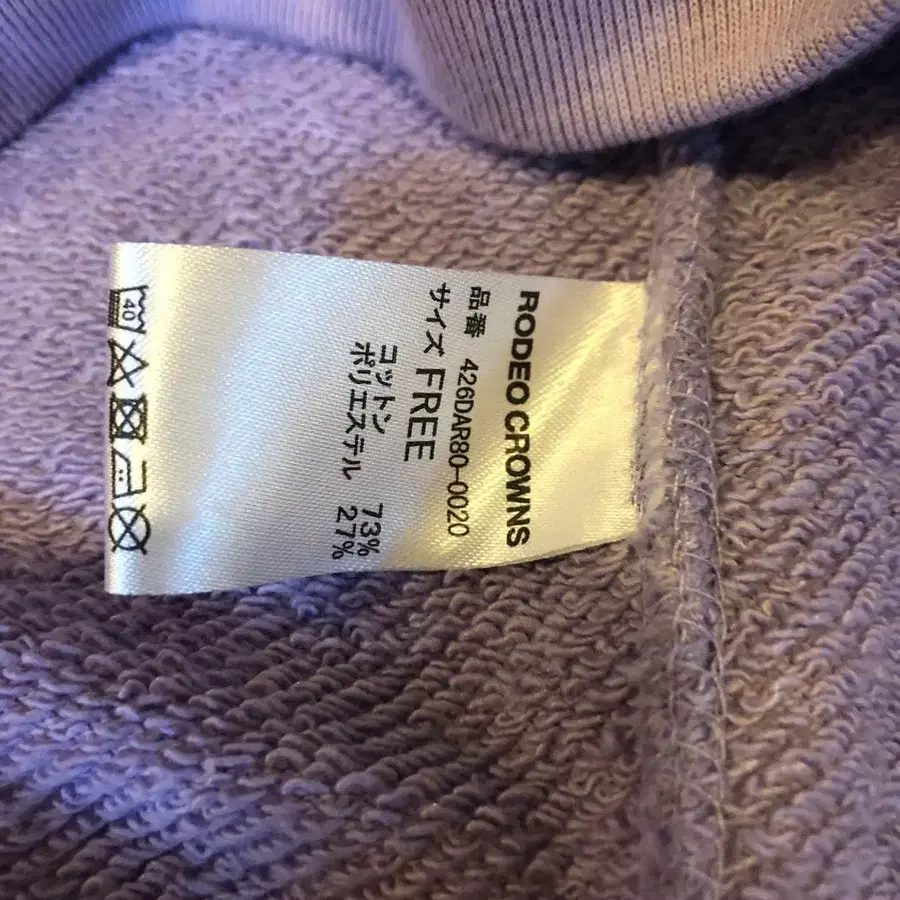 RODEO CROWNS
品番 426DAR80-0020
サイズ FREE
コットン 73%
ポリエステル 27%
40